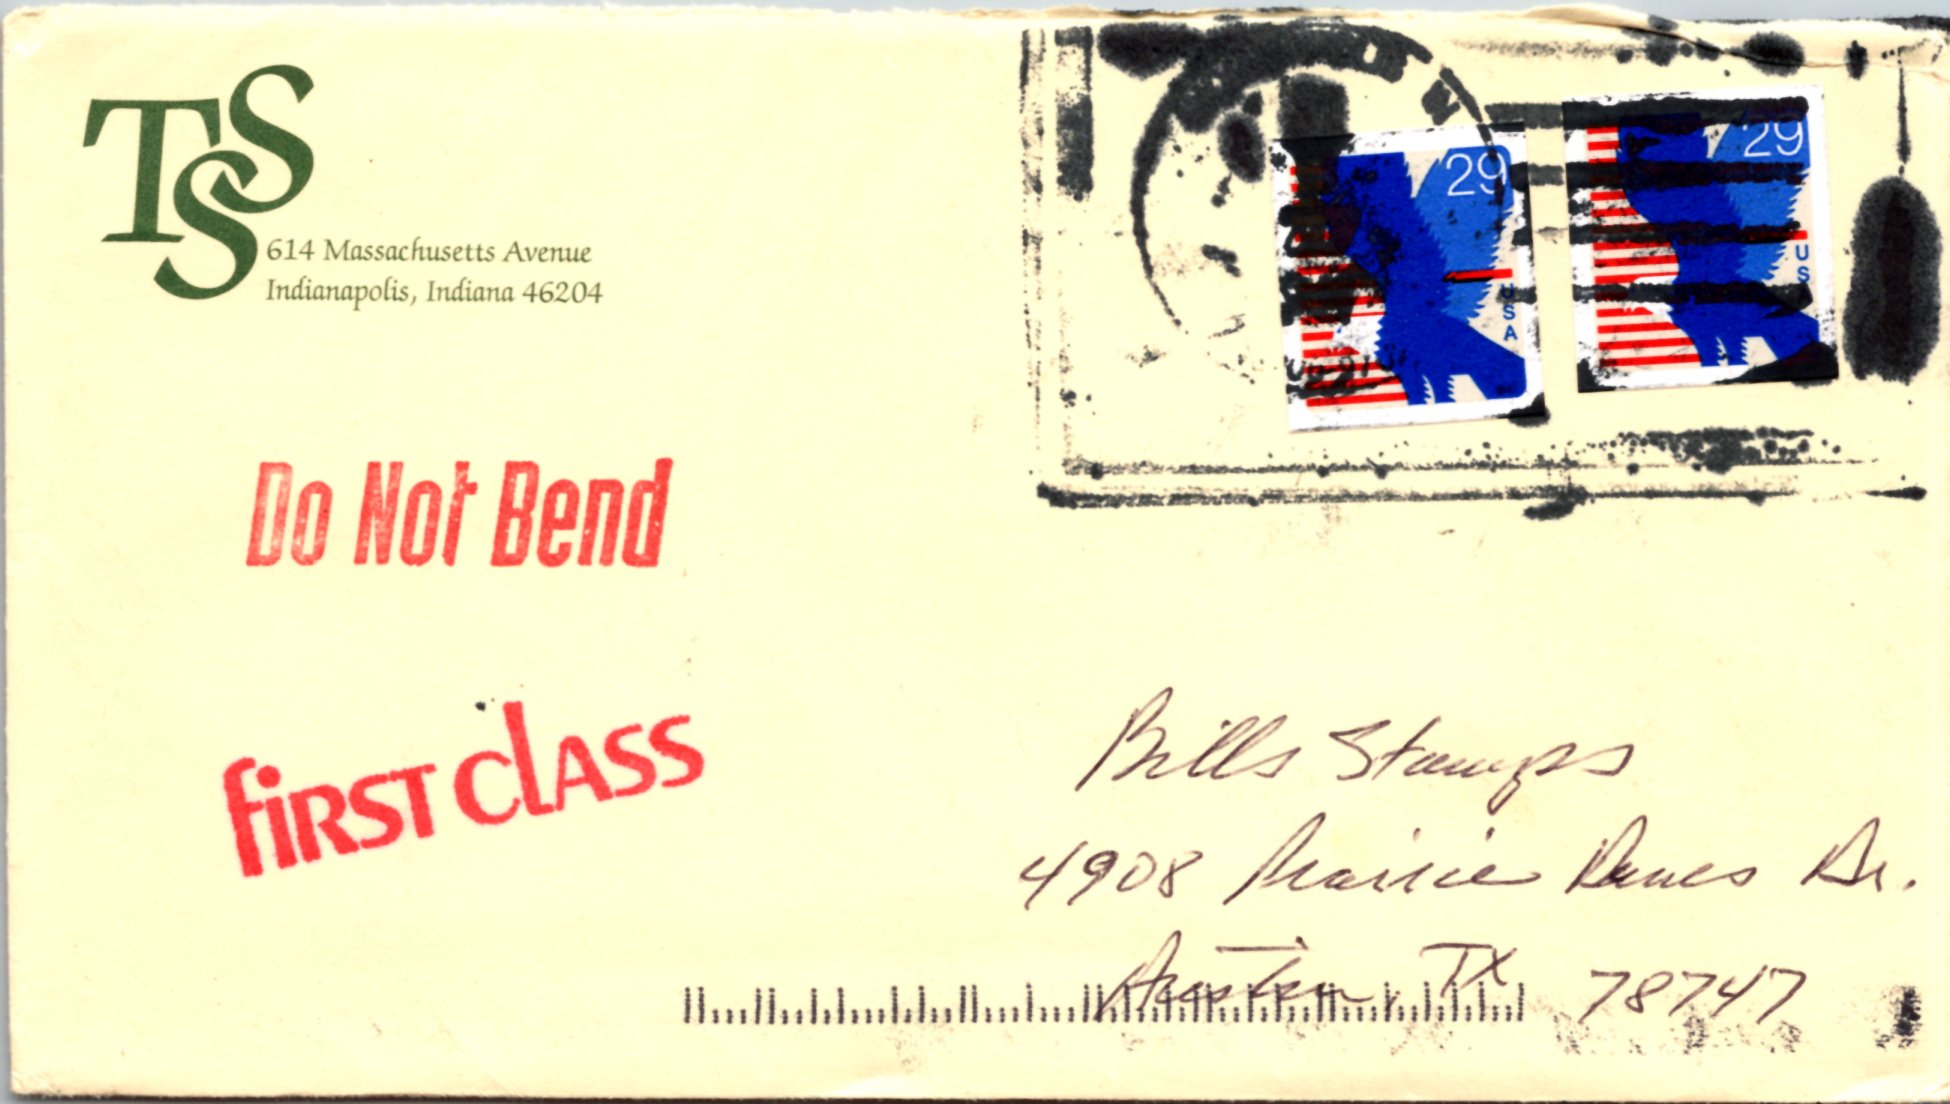 TSSS
614 Massachusetts Avenue
Indianapolis, Indiana 46204
29
USA
29
US
Do Not Bend
fiRST clASS
Bills Stamps
4908 Prairie Dunes Dr.
Austin, TX 78747